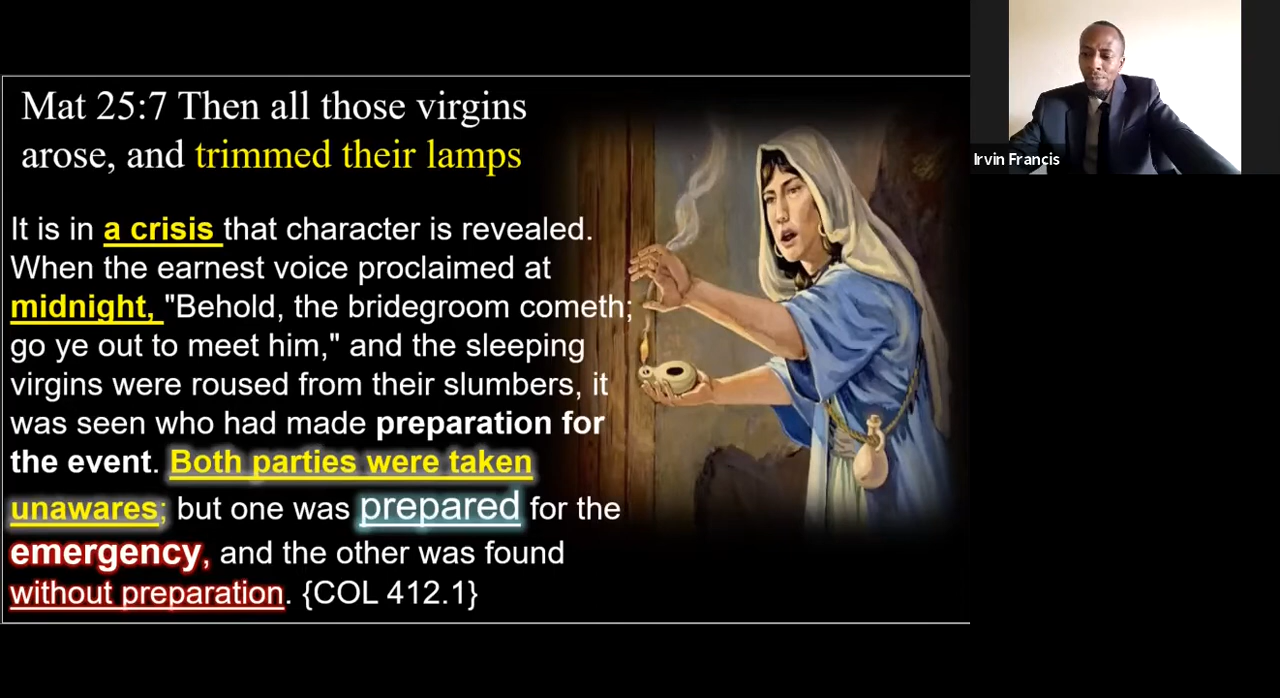 Mat 25:7 Then all those virgins
arose, and trimmed their lamps
It is in a crisis that character is revealed.
When the earnest voice proclaimed at
midnight, "Behold, the bridegroom cometh;
go ye out to meet him," and the sleeping
virgins were roused from their slumbers, it
was seen who had made preparation for
the event. Both parties were taken
unawares; but one was prepared for the
emergency, and the other was found
without preparation. {COL 412.1}
Irvin Francis